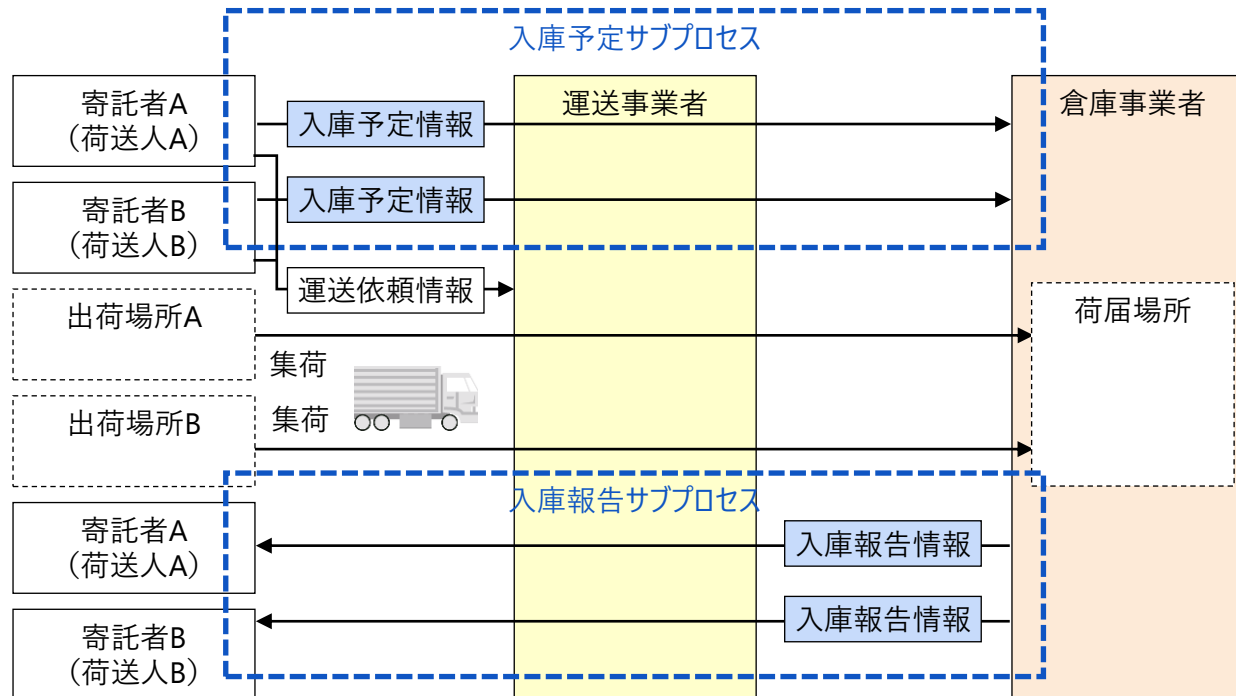 入庫予定サブプロセス
寄託者A
（荷送人A）
入庫予定情報
運送事業者
倉庫事業者
寄託者B
（荷送人B）
入庫予定情報
運送依頼情報
出荷場所A
荷届場所
集荷
出荷場所B
集荷
入庫報告サブプロセス
寄託者A
（荷送人A）
入庫報告情報
寄託者B
（荷送人B）
入庫報告情報